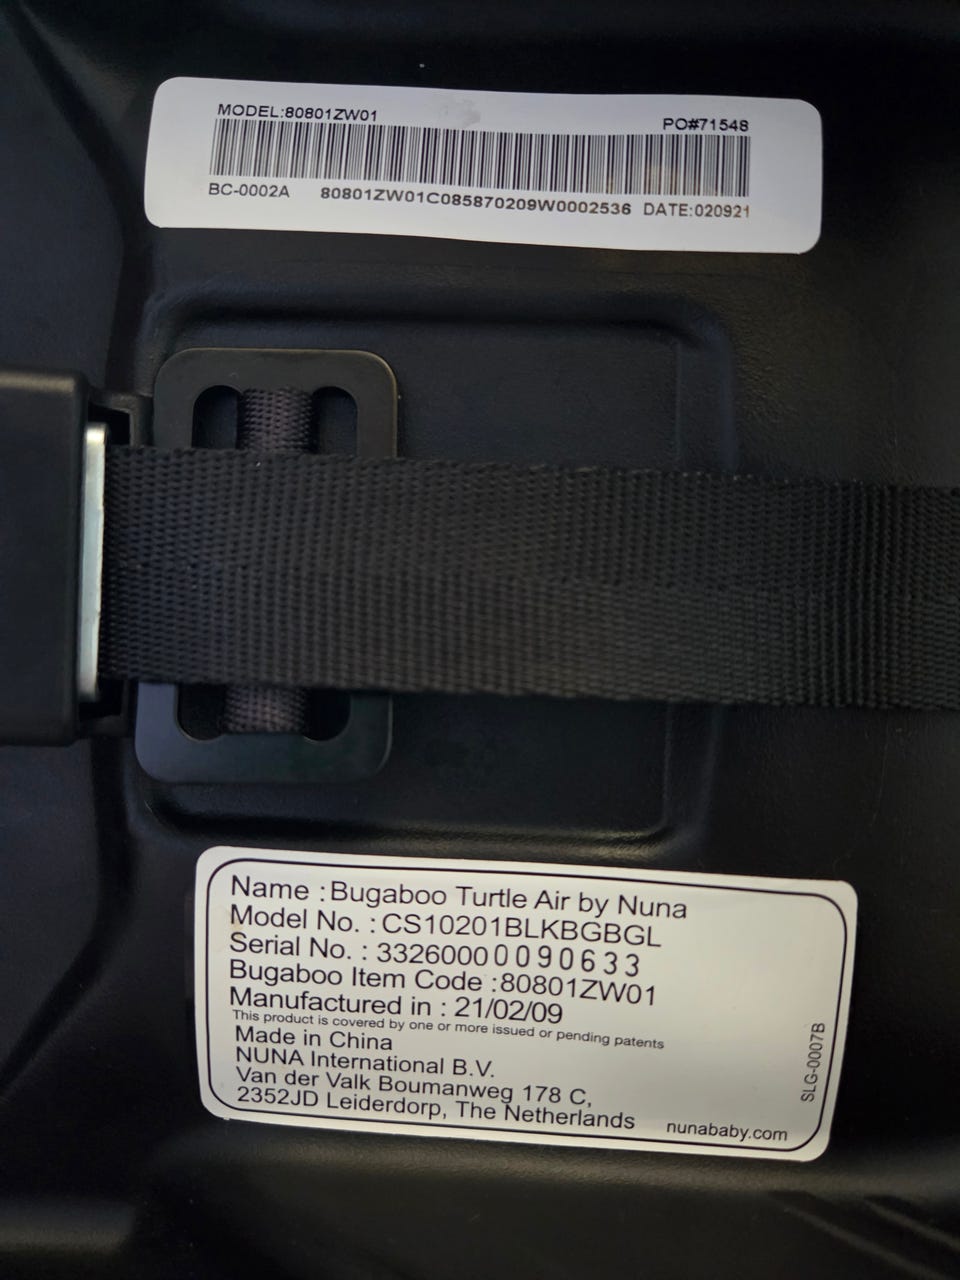 MODEL:80801ZW01
PO#71548
BC-0002A 80801ZW01C085870209W0002536 DATE:020921
Name :Bugaboo Turtle Air by Nuna
Model No. :CS10201BLKBGBGL
Serial No. : 33260000090633
Bugaboo Item Code :80801ZW01
Manufactured in : 21/02/09
This product is covered by one or more issued or pending patents
Made in China
NUNA International B.V.
Van der Valk Boumanweg 178 C,
2352JD Leiderdorp, The Netherlands
nunababy.com
SLG-0007B